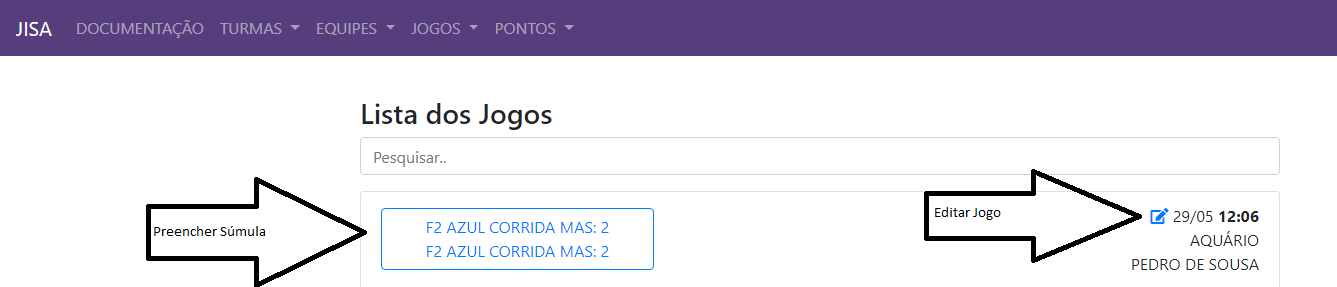 JISA DOCUMENTAÇÃO TURMAS EQUIPES JOGOS PONTOS
Lista dos Jogos
Pesquisar..
Preencher Súmula
F2 AZUL CORRIDA MAS: 2
F2 AZUL CORRIDA MAS: 2
Editar Jogo
29/05 12:06
AQUÁRIO
PEDRO DE SOUSA